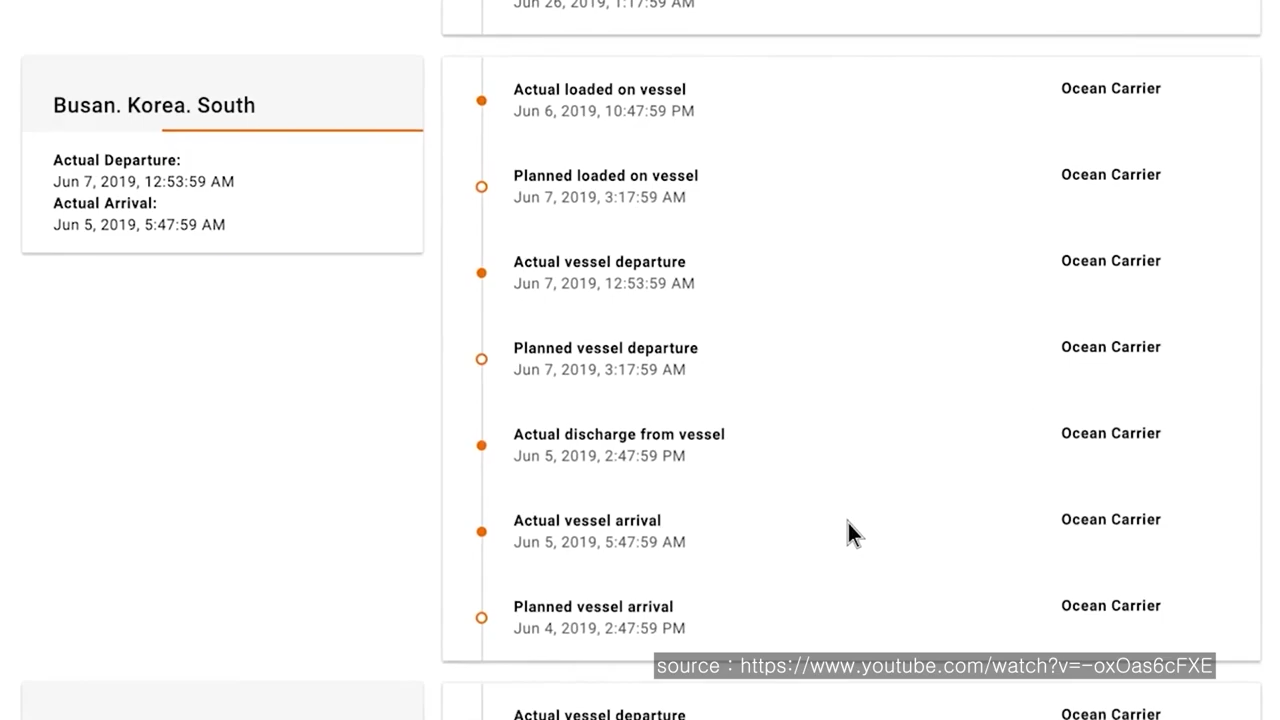 Jun 26, 2019, 1:17:59 AM
Busan. Korea. South
Actual Departure:
Jun 7, 2019, 12:53:59 AM
Actual Arrival:
Jun 5, 2019, 5:47:59 AM
Actual loaded on vessel
Ocean Carrier
Jun 6, 2019, 10:47:59 PM
Planned loaded on vessel
Ocean Carrier
Jun 7, 2019, 3:17:59 AM
Actual vessel departure
Ocean Carrier
Jun 7, 2019, 12:53:59 AM
Planned vessel departure
Ocean Carrier
Jun 7, 2019, 3:17:59 AM
Actual discharge from vessel
Ocean Carrier
Jun 5, 2019, 2:47:59 PM
Actual vessel arrival
Ocean Carrier
Jun 5, 2019, 5:47:59 AM
Planned vessel arrival
Ocean Carrier
Jun 4, 2019, 2:47:59 PM
source : https://www.youtube.com/watch?v=-oxOas6cFXE
Actual vessel departure
Ocean Carrier